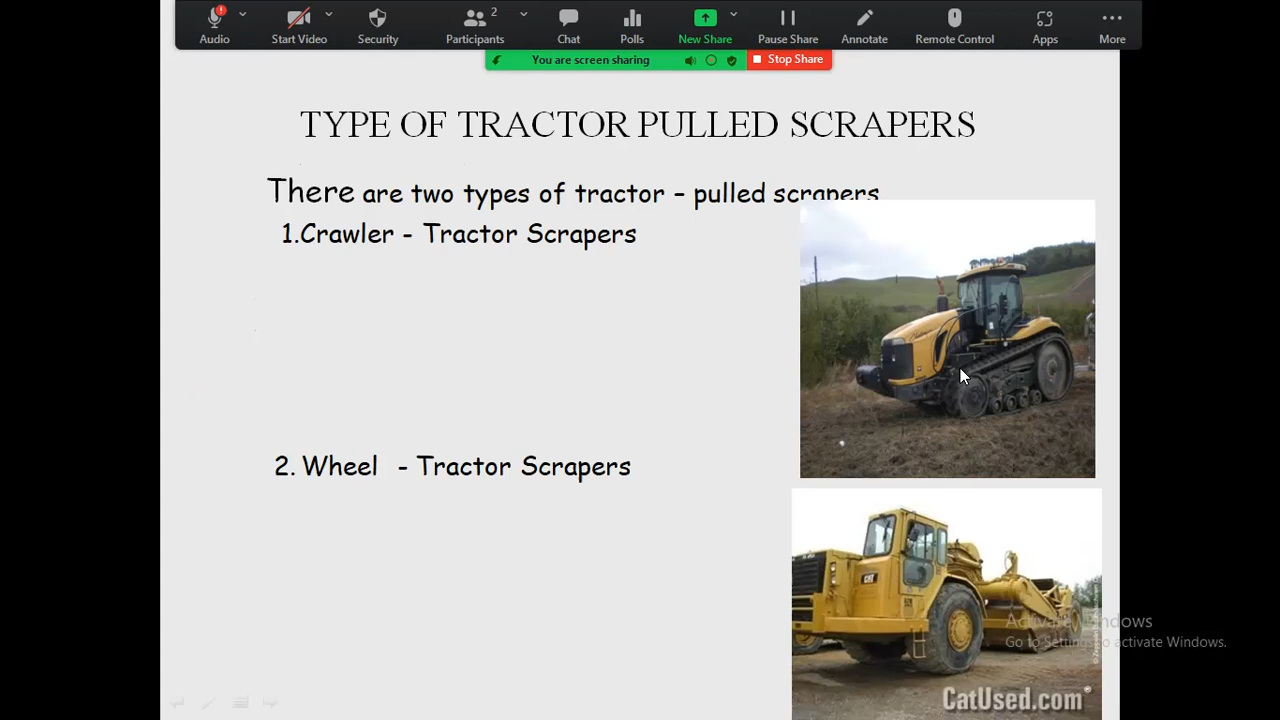 Audio
Start Video
Security
2
Participants
Chat
Polls
New Share
Pause Share
Annotate
Remote Control
Apps
More
You are screen sharing
Stop Share
TYPE OF TRACTOR PULLED SCRAPERS
There are two types of tractor – pulled scrapers
1.Crawler - Tractor Scrapers
2. Wheel - Tractor Scrapers
CAT
Activate Windows
Go to Settings to activate Windows.
CatUsed.com